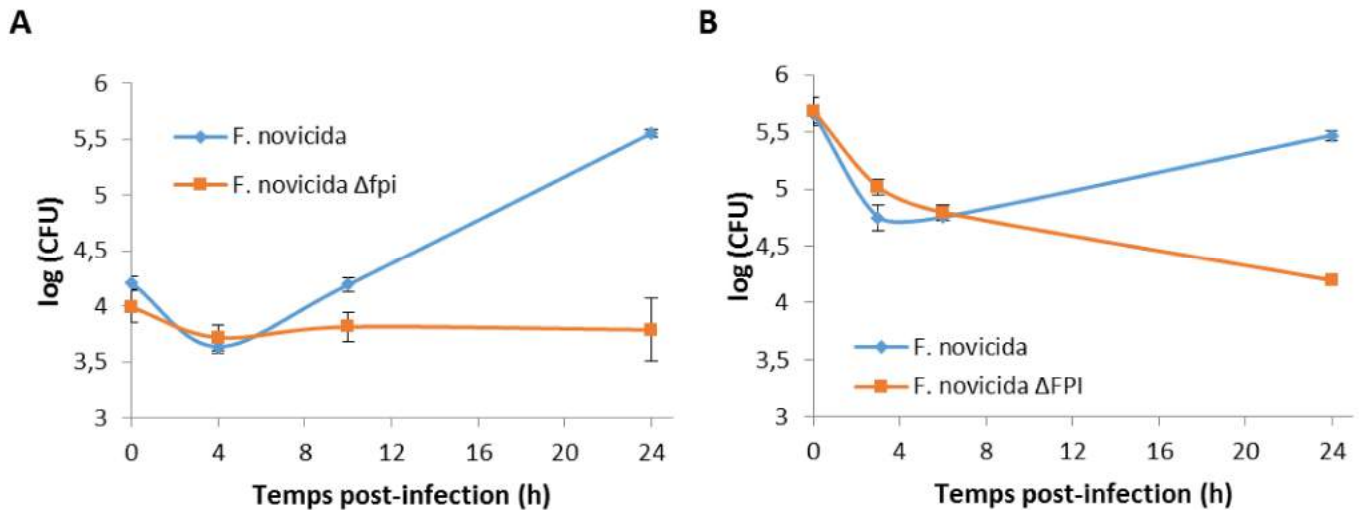 A
log (CFU)
6
5,5
5
4,5
4
3,5
3
F. novicida
F. novicida Δfpi
0 4 8 12 16 20 24
Temps post-infection (h)
B
log (CFU)
6
5,5
5
4,5
4
3,5
3
F. novicida
F. novicida ΔFPI
0 4 8 12 16 20 24
Temps post-infection (h)